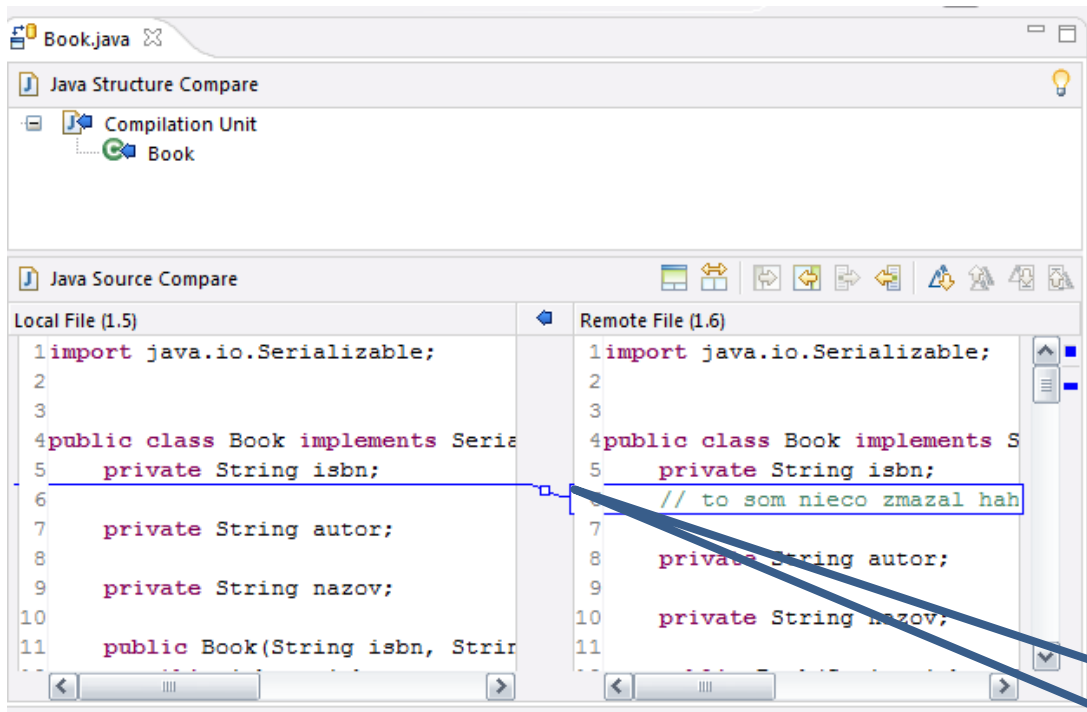 Book.java
Java Structure Compare
Compilation Unit
Book
Java Source Compare
Local File (1.5)
Remote File (1.6)
1 import java.io.Serializable;
2
3
4 public class Book implements Seria
5 private String isbn;
6
7 private String autor;
8
9 private String nazov;
10
11 public Book(String isbn, Strin
1 import java.io.Serializable;
2
3
4 public class Book implements S
5 private String isbn;
// to som nieco zmazal hah
7
8 private String autor;
9
10 private String nazov;
11